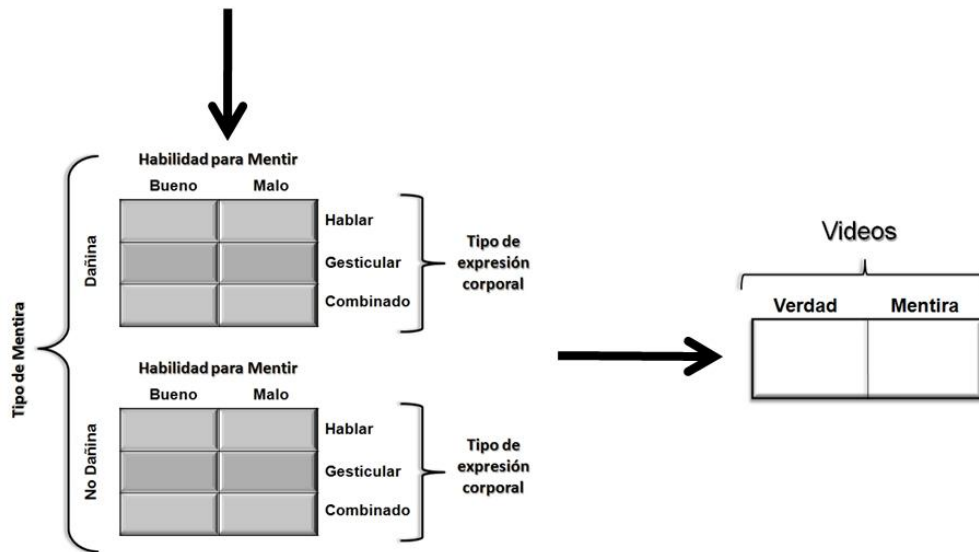 Habilidad para Mentir
Bueno Malo
Tipo de Mentira
Dañina
Hablar
Gesticular
Combinado
Tipo de
expresión
corporal
Habilidad para Mentir
Bueno Malo
No Dañina
Hablar
Gesticular
Combinado
Tipo de
expresión
corporal
Videos
Verdad Mentira